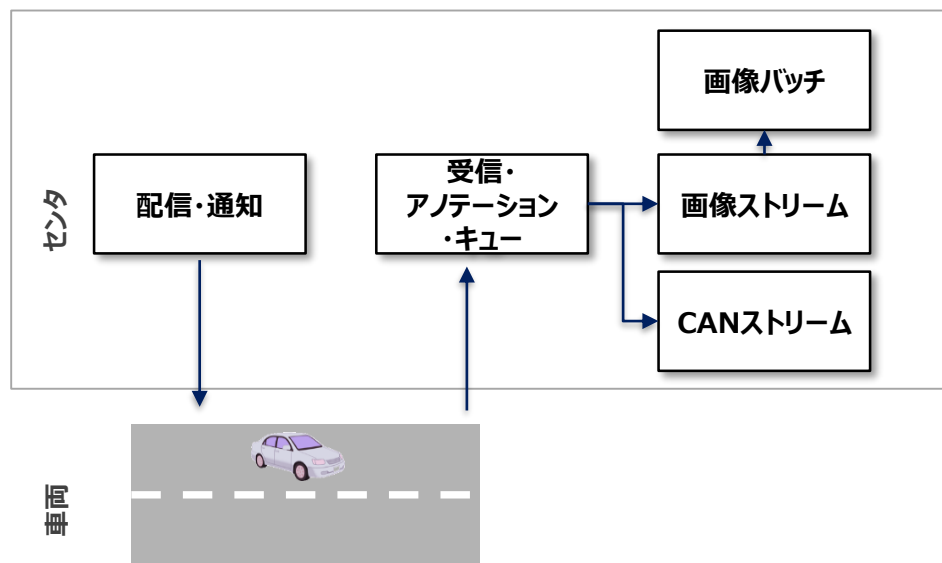 画像バッチ
配信・通知
受信・
アノテーション
・キュー
画像ストリーム
CANストリーム
センタ
車両